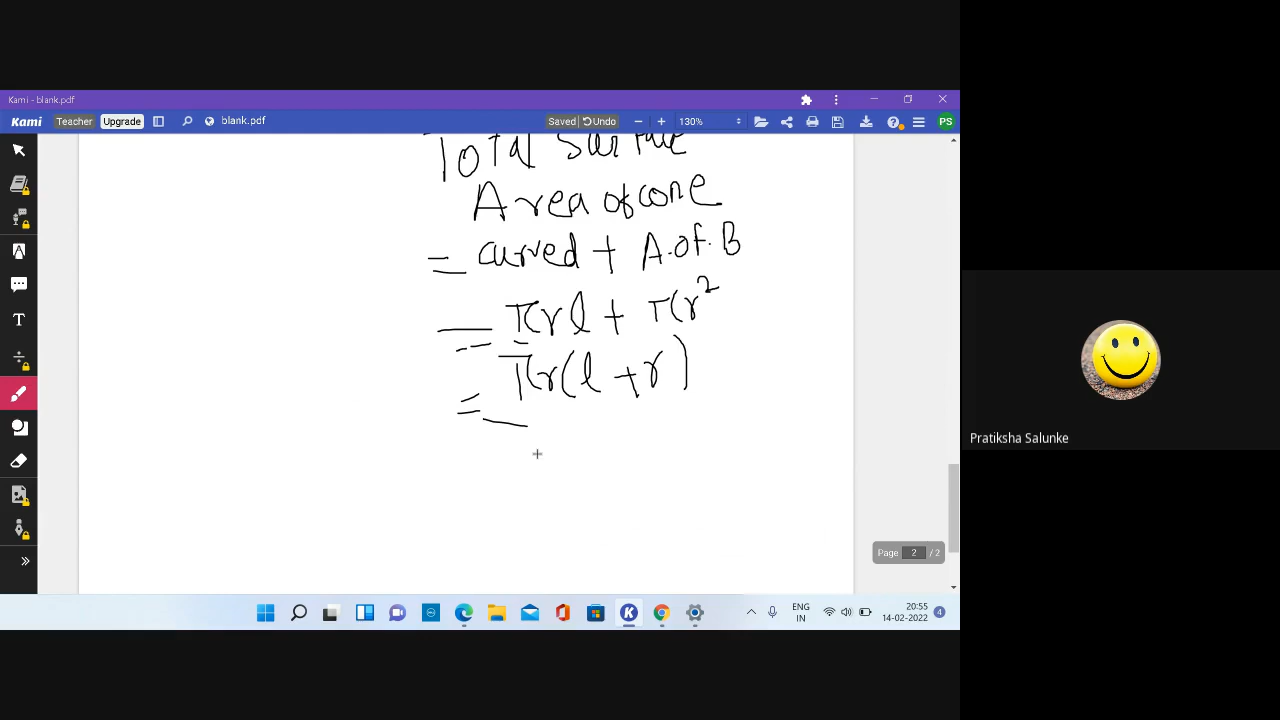 Kami - blank.pdf
Kami Teacher Upgrade blank.pdf Saved Undo 130% PS
Total Surface
Area of cone
= curved + A.of.B
= πrl + πr²
= πr(l + r)
Pratiksha Salunke
Page 2 / 2
ENG
IN
20:55
14-02-2022
4